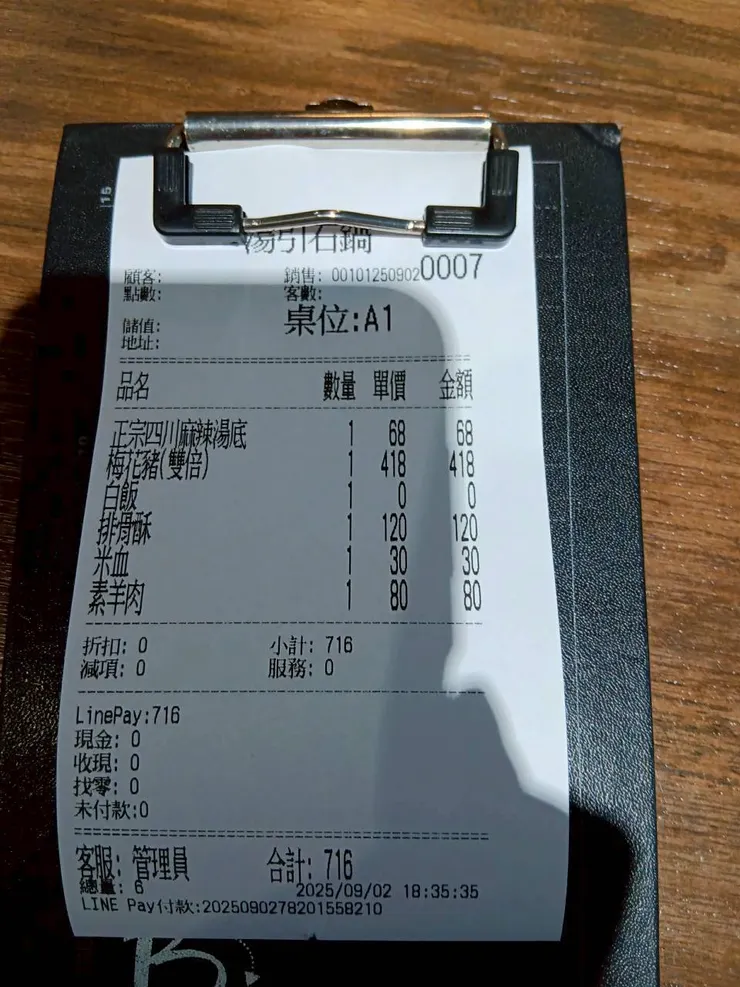 湯引石鍋
顧客: 銷售: 001012509020007
點數: 客數:
儲值: 桌位:A1
地址:
品名 數量 單價 金額
正宗四川麻辣湯底 1 68 68
梅花豬(雙倍) 1 418 418
白飯 1 0 0
排骨酥 1 120 120
米血 1 30 30
素羊肉 1 80 80
折扣: 0 小計: 716
減項: 0 服務: 0
LinePay:716
現金: 0
收現: 0
找零: 0
未付款:0
客服: 管理員 合計: 716
總量: 6 2025/09/02 18:35:35
LINE Pay付款:2025090278201558210
15